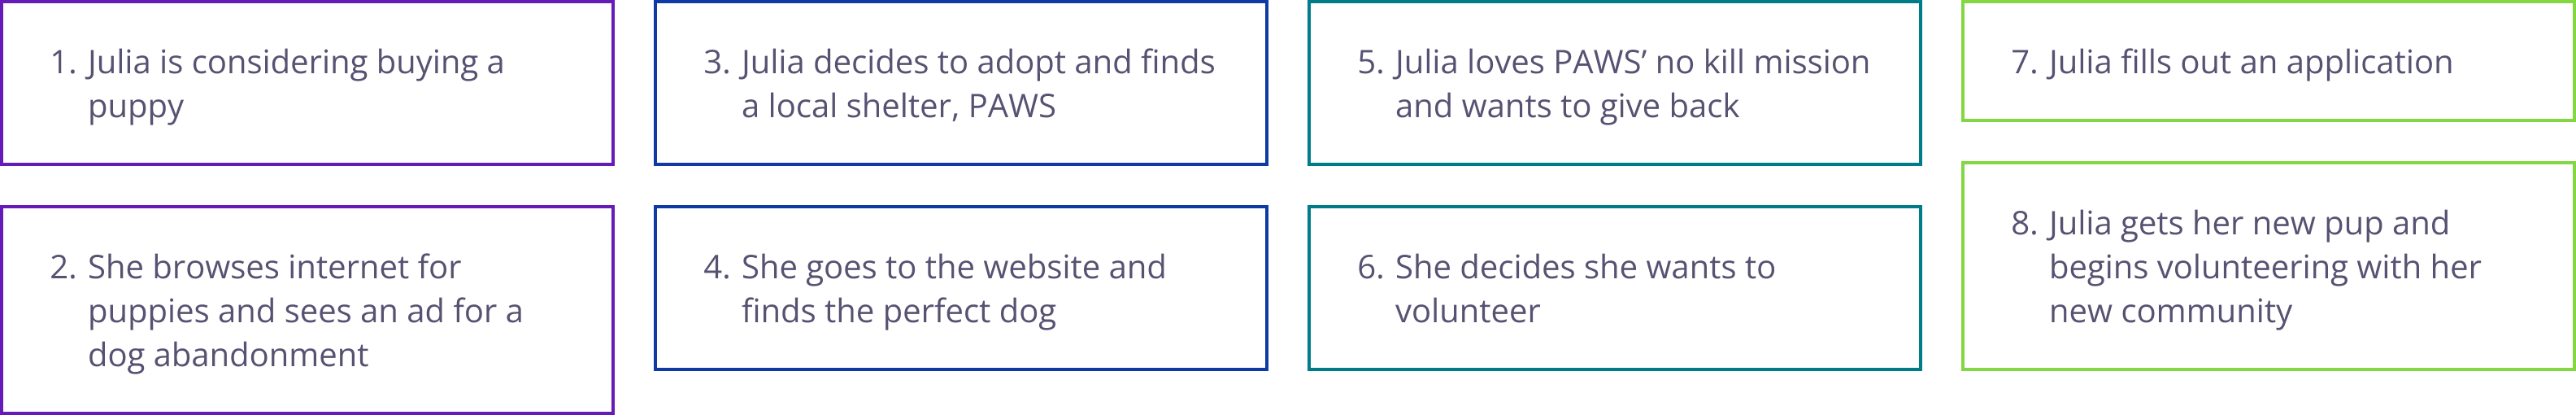 1. Julia is considering buying a
puppy
2. She browses internet for
puppies and sees an ad for a
dog abandonment
3. Julia decides to adopt and finds
a local shelter, PAWS
4. She goes to the website and
finds the perfect dog
5. Julia loves PAWS’ no kill mission
and wants to give back
6. She decides she wants to
volunteer
7. Julia fills out an application
8. Julia gets her new pup and
begins volunteering with her
new community